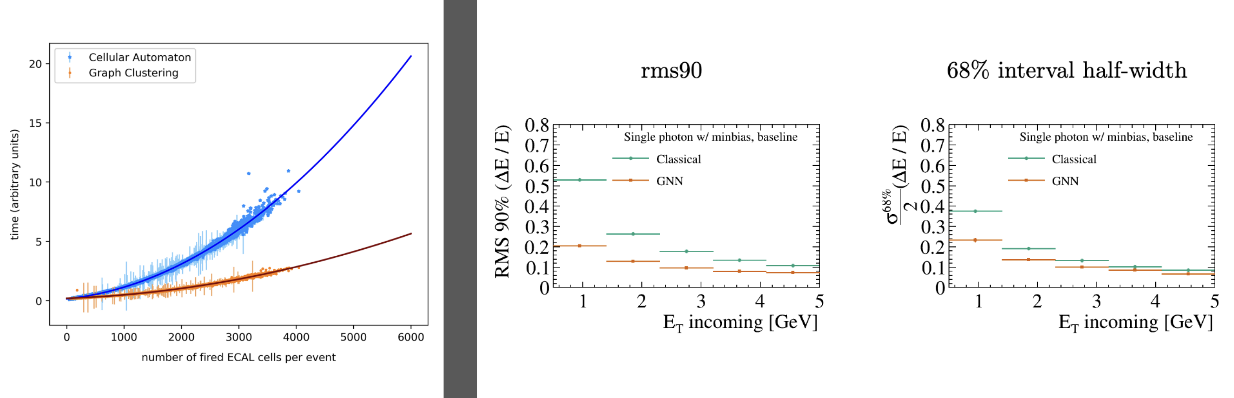 Cellular Automaton
Graph Clustering
20
15
10
5
0
time (arbitrary units)
0 1000 2000 3000 4000 5000 6000
number of fired ECAL cells per event
rms90
Single photon w/ minbias, baseline
Classical
GNN
0.8
0.7
0.6
0.5
0.4
0.3
0.2
0.1
0
RMS 90% (ΔE / E)
1 2 3 4 5
E_T incoming [GeV]
68% interval half-width
Single photon w/ minbias, baseline
Classical
GNN
0.8
0.7
0.6
0.5
0.4
0.3
0.2
0.1
0
σ^68%/2 (ΔE / E)
1 2 3 4 5
E_T incoming [GeV]